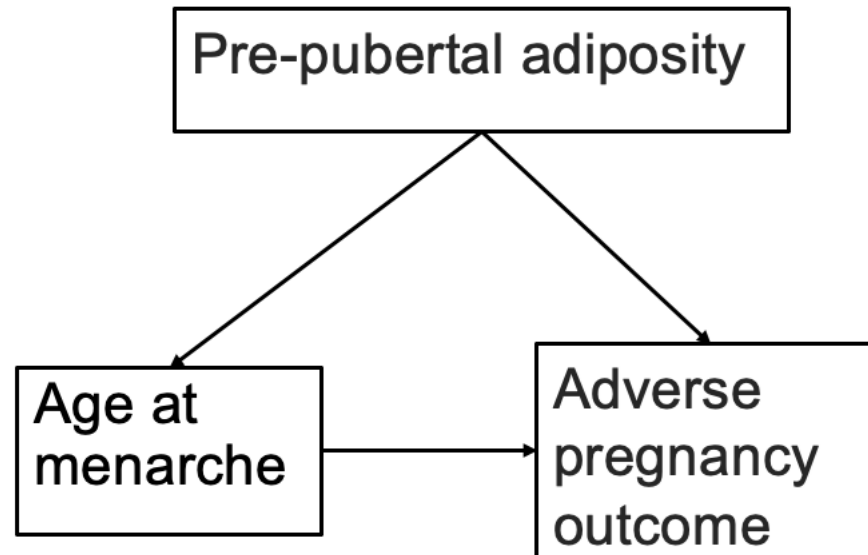 Pre-pubertal adiposity
Age at
menarche
Adverse
pregnancy
outcome